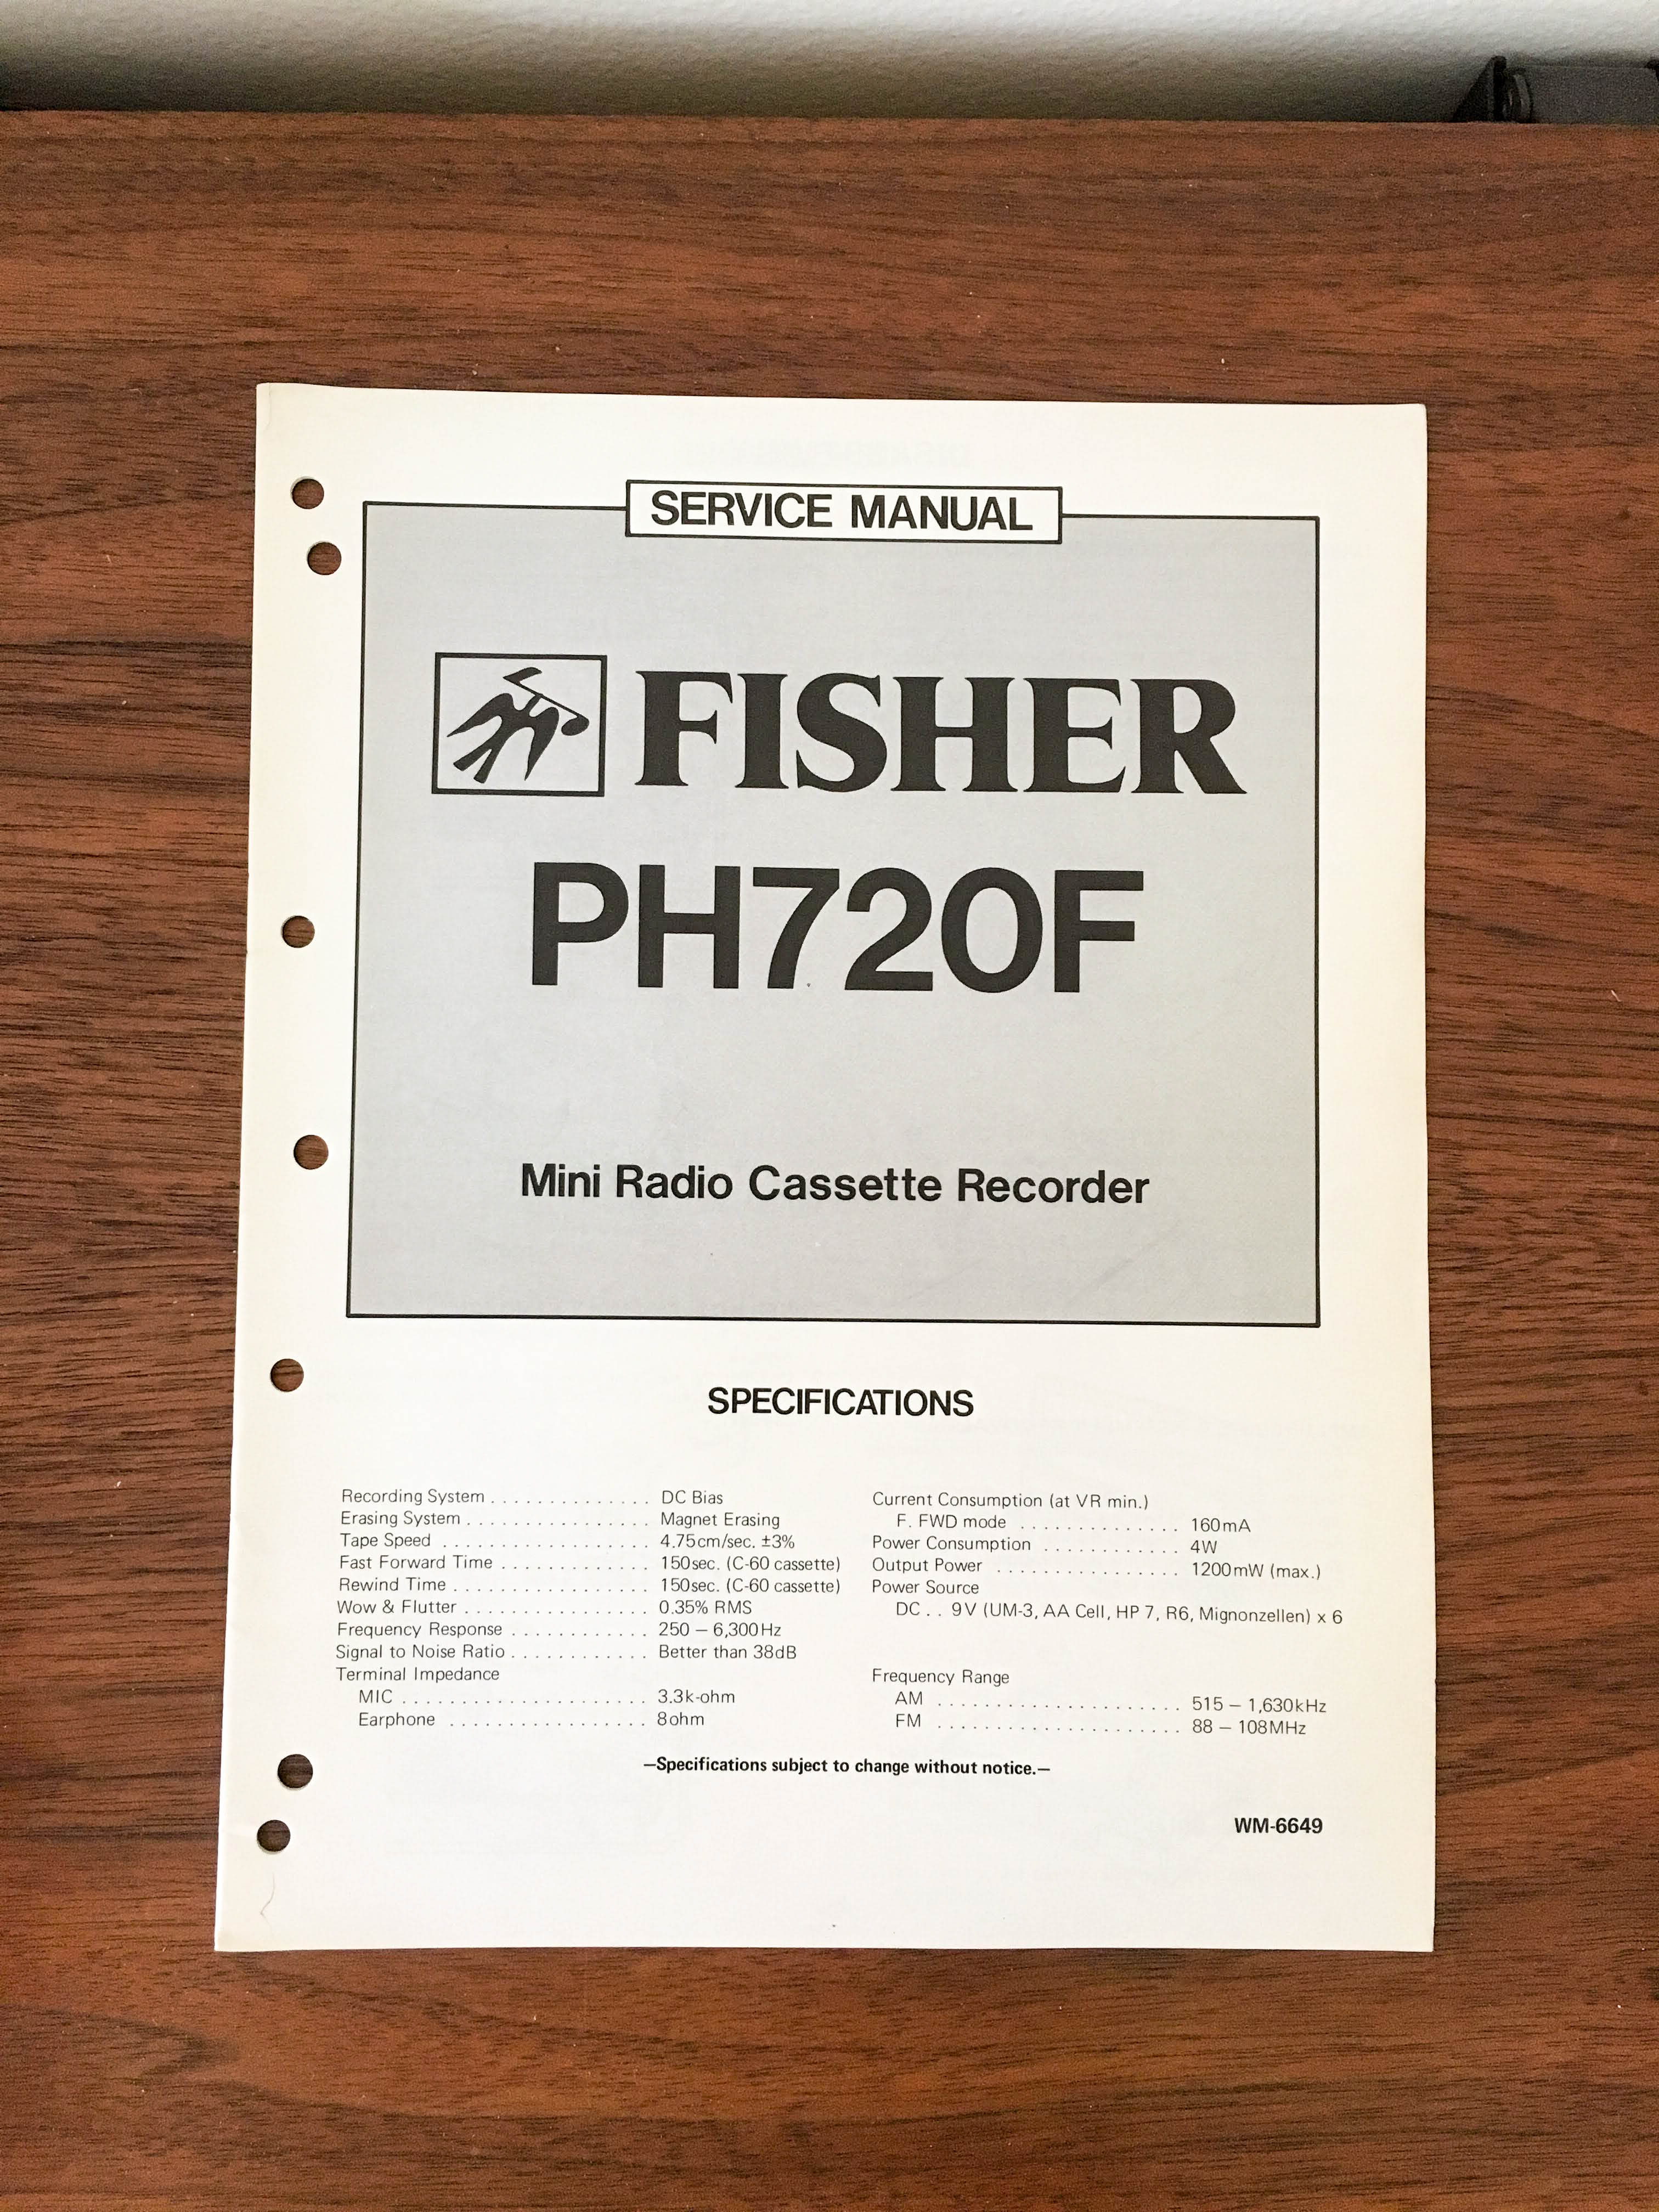 SERVICE MANUAL
FISHER
PH720F
Mini Radio Cassette Recorder
SPECIFICATIONS
Recording System . . . . . . . . . . . . . . DC Bias
Erasing System . . . . . . . . . . . . . . . . Magnet Erasing
Tape Speed . . . . . . . . . . . . . . . . . . 4.75cm/sec. ±3%
Fast Forward Time . . . . . . . . . . . . . 150sec. (C-60 cassette)
Rewind Time . . . . . . . . . . . . . . . . . 150sec. (C-60 cassette)
Wow & Flutter . . . . . . . . . . . . . . . . 0.35% RMS
Frequency Response . . . . . . . . . . . . 250 – 6,300Hz
Signal to Noise Ratio . . . . . . . . . . . . Better than 38dB
Terminal Impedance
MIC . . . . . . . . . . . . . . . . . . . . . 3.3k-ohm
Earphone . . . . . . . . . . . . . . . . . 8ohm
Current Consumption (at VR min.)
F. FWD mode . . . . . . . . . . . . . . 160mA
Power Consumption . . . . . . . . . . . . 4W
Output Power . . . . . . . . . . . . . . . . 1200mW (max.)
Power Source
DC . . 9V (UM-3, AA Cell, HP 7, R6, Mignonzellen) x 6
Frequency Range
AM . . . . . . . . . . . . . . . . . . . . . 515 – 1,630kHz
FM . . . . . . . . . . . . . . . . . . . . . 88 – 108MHz
—Specifications subject to change without notice.—
WM-6649